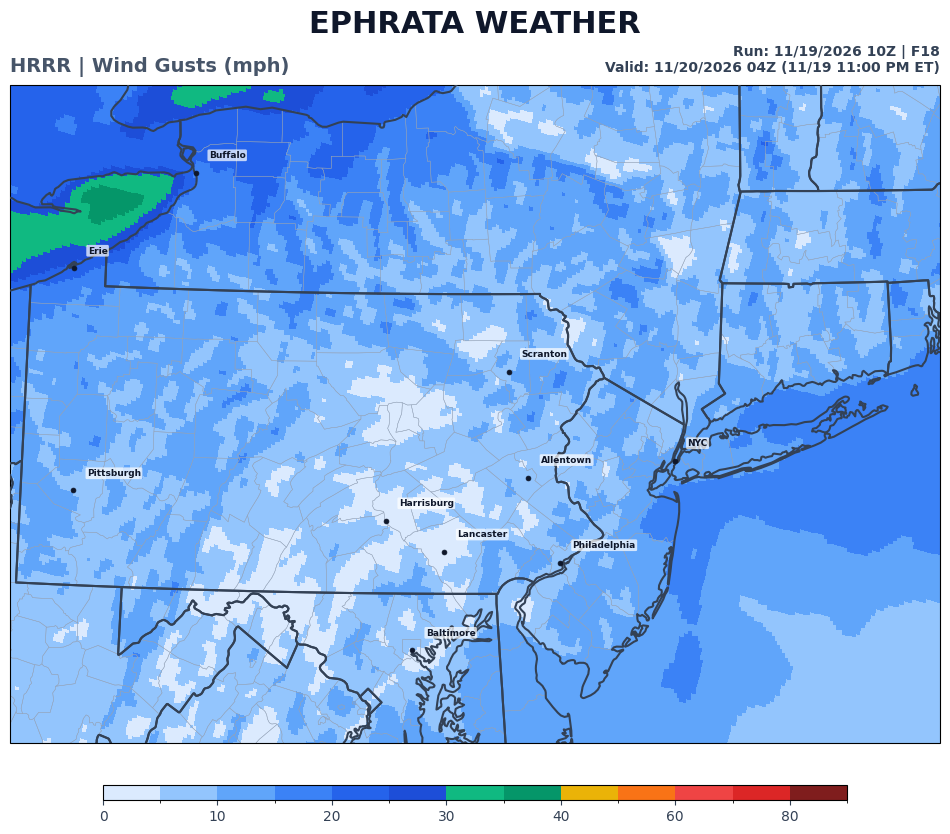 EPHRATA WEATHER
HRRR | Wind Gusts (mph)
Run: 11/19/2026 10Z | F18
Valid: 11/20/2026 04Z (11/19 11:00 PM ET)
Buffalo
Erie
Scranton
NYC
Allentown
Pittsburgh
Harrisburg
Lancaster
Philadelphia
Baltimore
0 10 20 30 40 50 60 70 80